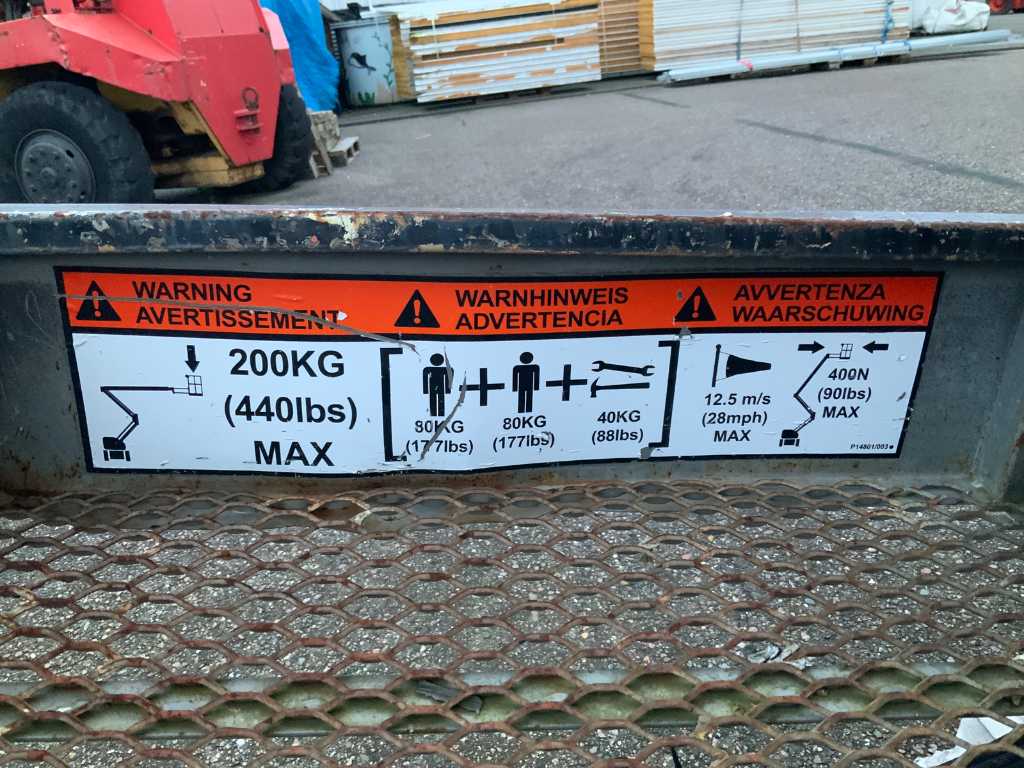 WARNING
AVERTISSEMENT
WARNHINWEIS
ADVERTENCIA
AVVERTENZA
WAARSCHUWING
200KG
(440lbs)
MAX
80KG
(177lbs)
80KG
(177lbs)
40KG
(88lbs)
12.5 m/s
(28mph)
MAX
400N
(90lbs)
MAX
P14801/003